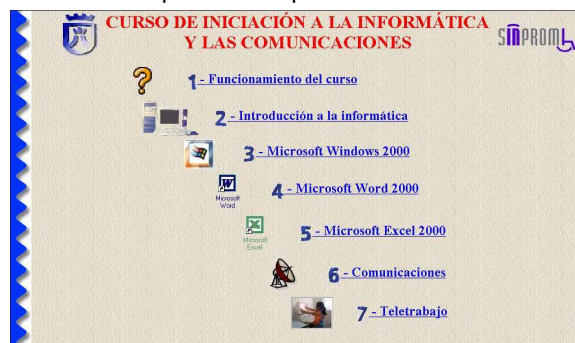 CURSO DE INICIACIÓN A LA INFORMÁTICA
Y LAS COMUNICACIONES
SINPROMI
1 - Funcionamiento del curso
2 - Introducción a la informática
3 - Microsoft Windows 2000
Microsoft
Word
4 - Microsoft Word 2000
Microsoft
Excel
5 - Microsoft Excel 2000
6 - Comunicaciones
7 - Teletrabajo